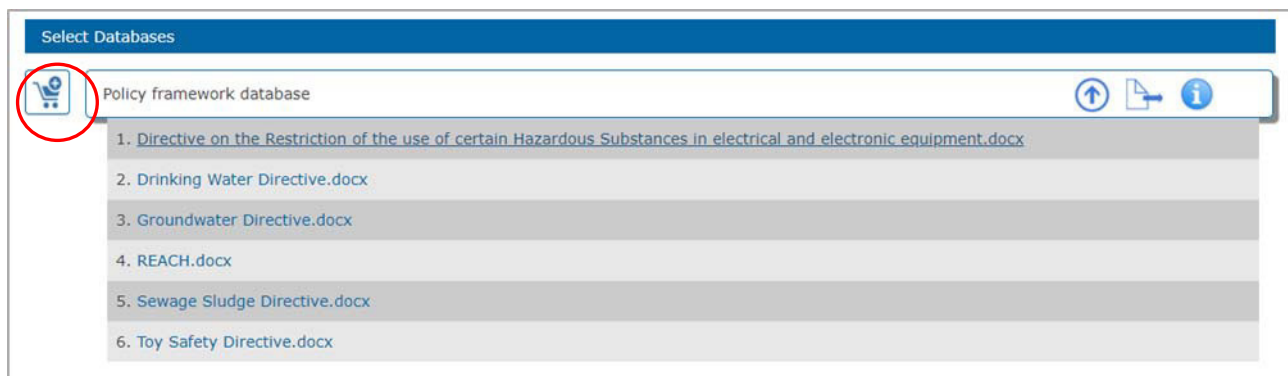 Select Databases
Policy framework database
1. Directive on the Restriction of the use of certain Hazardous Substances in electrical and electronic equipment.docx
2. Drinking Water Directive.docx
3. Groundwater Directive.docx
4. REACH.docx
5. Sewage Sludge Directive.docx
6. Toy Safety Directive.docx